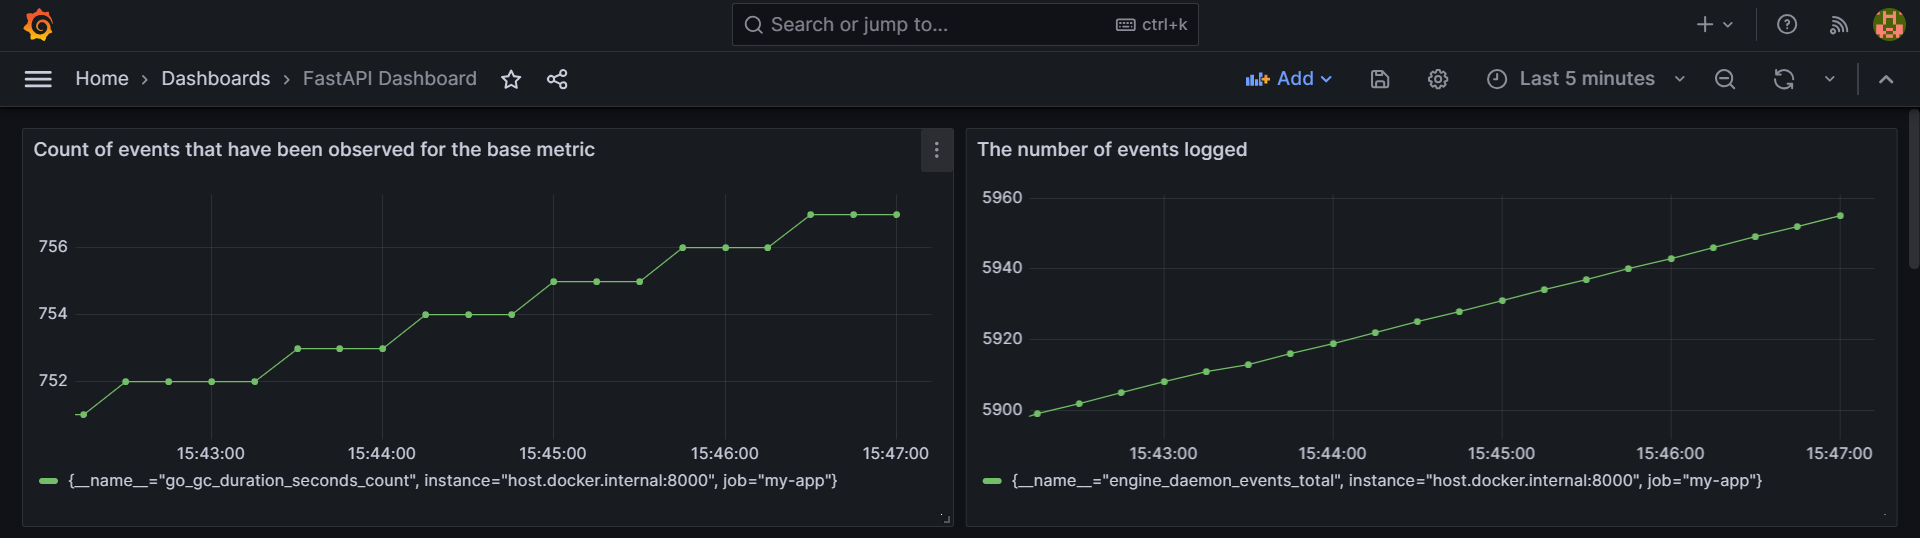 Search or jump to...
ctrl+k
Home › Dashboards › FastAPI Dashboard
Add
Last 5 minutes
Count of events that have been observed for the base metric
756
754
752
15:43:00 15:44:00 15:45:00 15:46:00 15:47:00
{__name__="go_gc_duration_seconds_count", instance="host.docker.internal:8000", job="my-app"}
The number of events logged
5960
5940
5920
5900
15:43:00 15:44:00 15:45:00 15:46:00 15:47:00
{__name__="engine_daemon_events_total", instance="host.docker.internal:8000", job="my-app"}